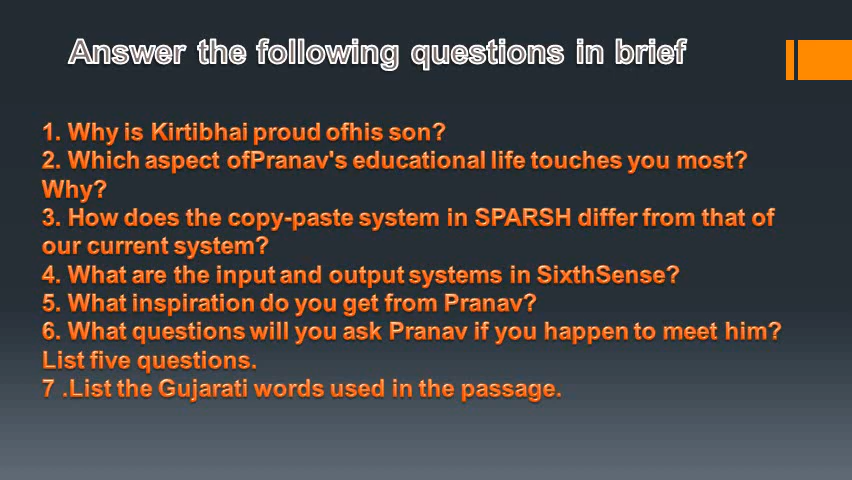 Answer the following questions in brief
1. Why is Kirtibhai proud ofhis son?
2. Which aspect ofPranav's educational life touches you most?
Why?
3. How does the copy-paste system in SPARSH differ from that of
our current system?
4. What are the input and output systems in SixthSense?
5. What inspiration do you get from Pranav?
6. What questions will you ask Pranav if you happen to meet him?
List five questions.
7 .List the Gujarati words used in the passage.